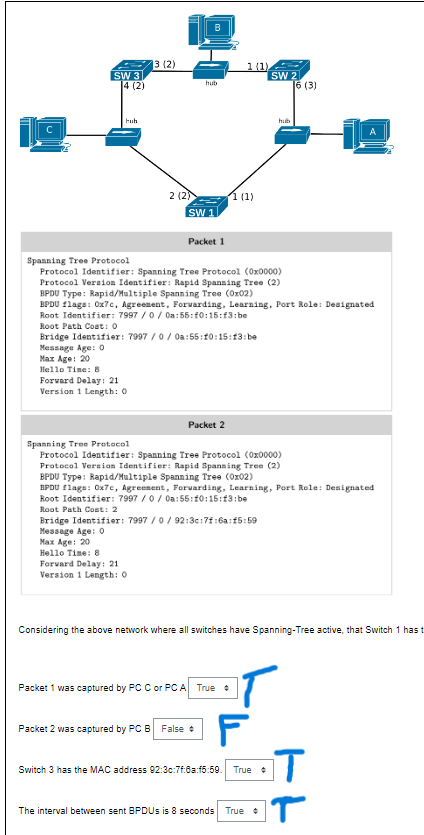 B
3 (2)
1 (1)
SW 3
SW 2
hub
4 (2)
6 (3)
hub
hub
C
A
2 (2)
1 (1)
SW 1
Packet 1
Spanning Tree Protocol
Protocol Identifier: Spanning Tree Protocol (0x0000)
Protocol Version Identifier: Rapid Spanning Tree (2)
BPDU Type: Rapid/Multiple Spanning Tree (0x02)
BPDU flags: 0x7c, Agreement, Forwarding, Learning, Port Role: Designated
Root Identifier: 7997 / 0 / 0a:55:f0:15:f3:be
Root Path Cost: 0
Bridge Identifier: 7997 / 0 / 0a:55:f0:15:f3:be
Message Age: 0
Max Age: 20
Hello Time: 8
Forward Delay: 21
Version 1 Length: 0
Packet 2
Spanning Tree Protocol
Protocol Identifier: Spanning Tree Protocol (0x0000)
Protocol Version Identifier: Rapid Spanning Tree (2)
BPDU Type: Rapid/Multiple Spanning Tree (0x02)
BPDU flags: 0x7c, Agreement, Forwarding, Learning, Port Role: Designated
Root Identifier: 7997 / 0 / 0a:55:f0:15:f3:be
Root Path Cost: 2
Bridge Identifier: 7997 / 0 / 92:3c:7f:6a:f5:59
Message Age: 0
Max Age: 20
Hello Time: 8
Forward Delay: 21
Version 1 Length: 0
Considering the above network where all switches have Spanning-Tree active, that Switch 1 has t
Packet 1 was captured by PC C or PC A True T
Packet 2 was captured by PC B False F
Switch 3 has the MAC address 92:3c:7f:6a:f5:59. True T
The interval between sent BPDUs is 8 seconds True T